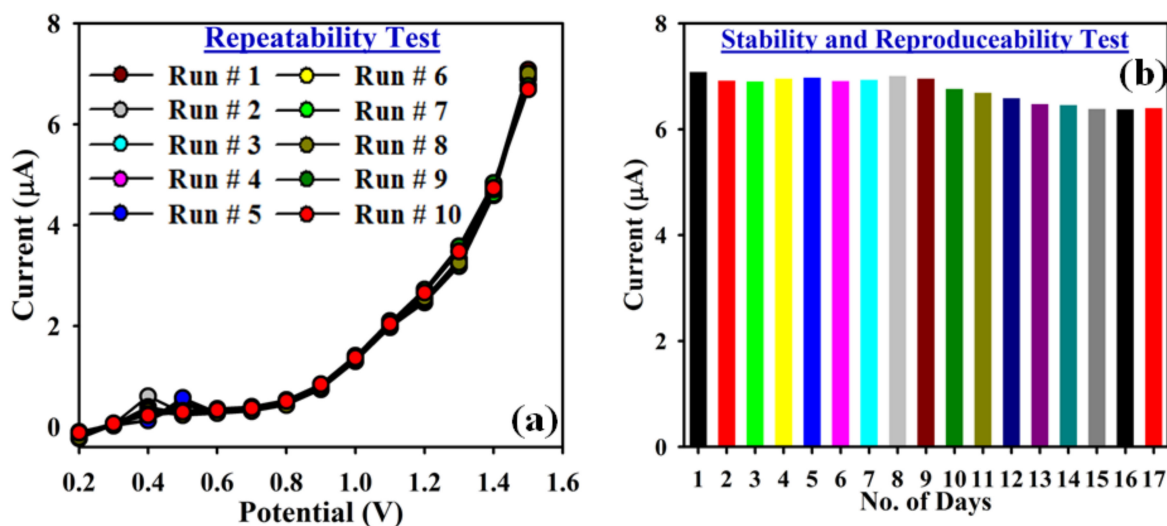 Repeatability Test
Run # 1
Run # 6
Run # 2
Run # 7
Run # 3
Run # 8
Run # 4
Run # 9
Run # 5
Run # 10
8
6
4
2
0
Current (μA)
(a)
0.2 0.4 0.6 0.8 1.0 1.2 1.4 1.6
Potential (V)
Stability and Reproduceability Test
(b)
8
6
4
2
0
Current (μA)
1 2 3 4 5 6 7 8 9 10 11 12 13 14 15 16 17
No. of Days